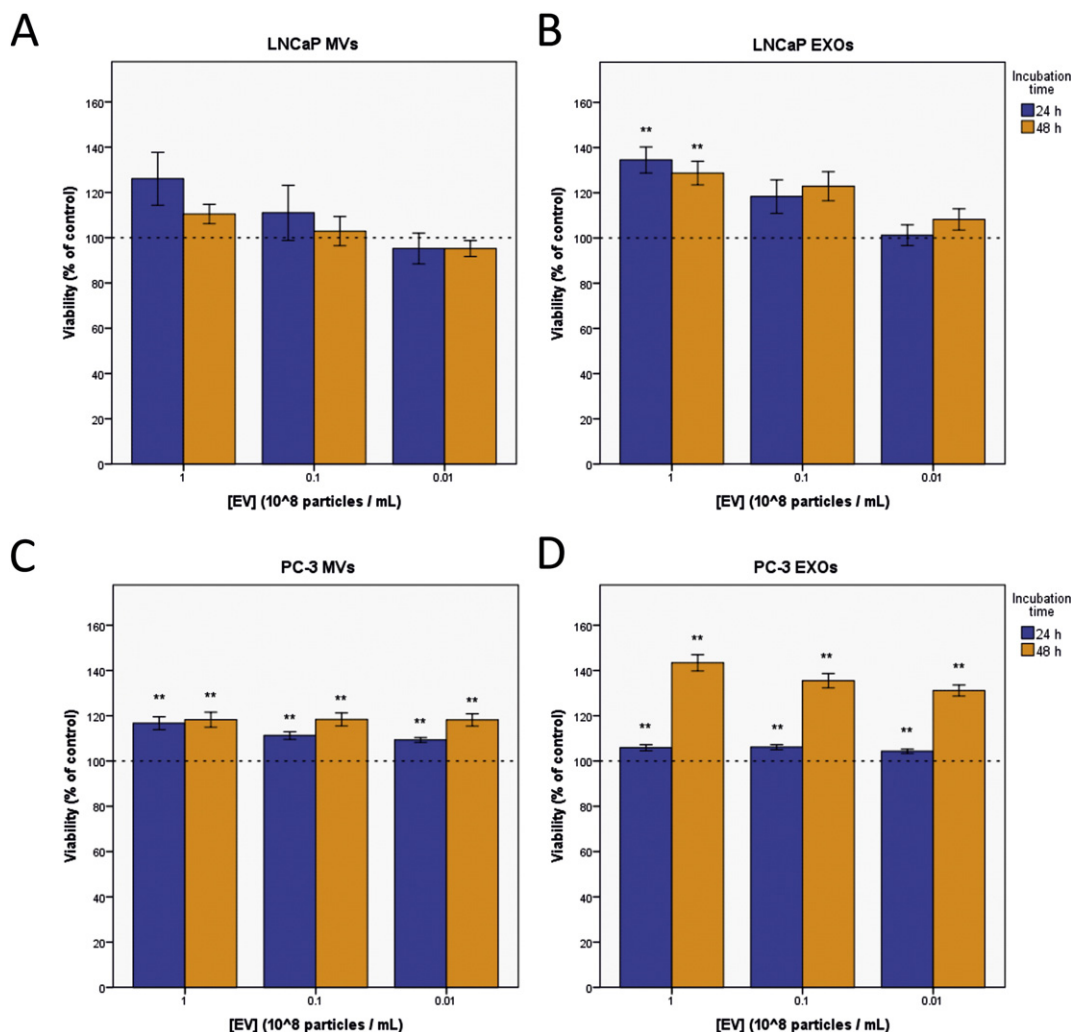 A
LNCaP MVs
Viability (% of control)
160
140
120
100
80
60
40
20
0
1 0.1 0.01
[EV] (10^8 particles / mL)
B
LNCaP EXOs
Incubation
time
24 h
48 h
Viability (% of control)
160
140
120
100
80
60
40
20
0
** **
1 0.1 0.01
[EV] (10^8 particles / mL)
C
PC-3 MVs
Viability (% of control)
160
140
120
100
80
60
40
20
0
** ** ** ** ** **
1 0.1 0.01
[EV] (10^8 particles / mL)
D
PC-3 EXOs
Incubation
time
24 h
48 h
Viability (% of control)
160
140
120
100
80
60
40
20
0
** ** ** ** ** **
1 0.1 0.01
[EV] (10^8 particles / mL)